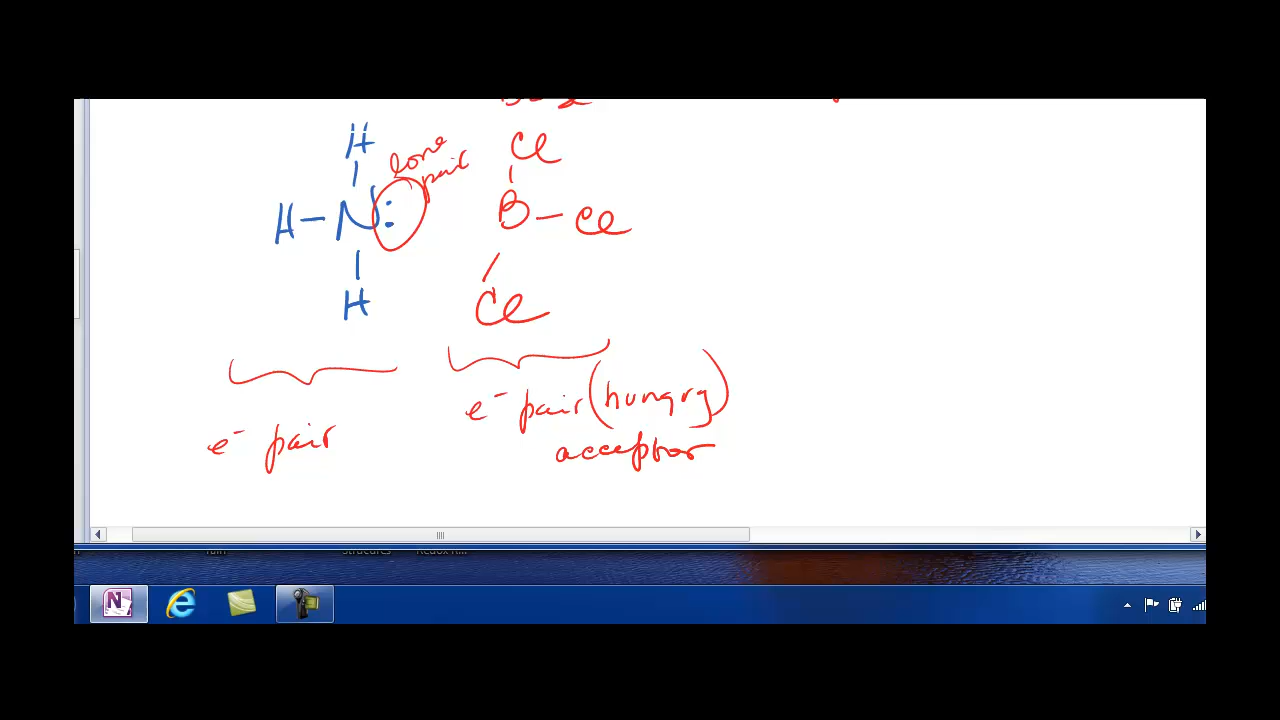 H
lone
pair
Cl
H-N:
B-Cl
H
Cl
e⁻ pair
e⁻ pair (hungry)
acceptor